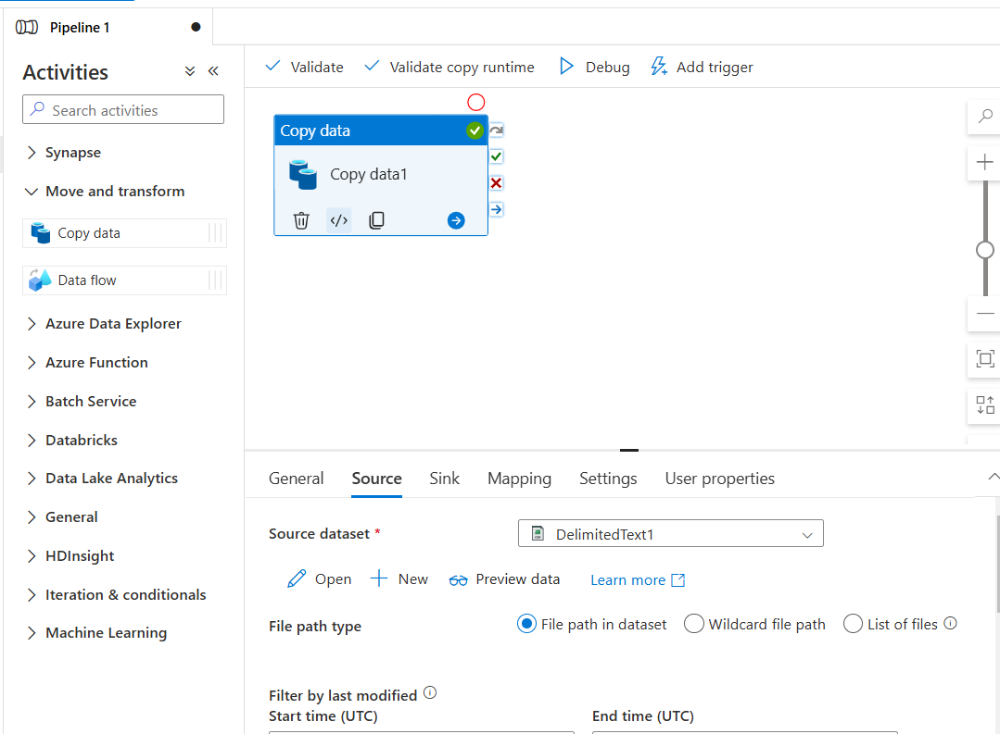 Pipeline 1
Activities
Search activities
Synapse
Move and transform
Copy data
Data flow
Azure Data Explorer
Azure Function
Batch Service
Databricks
Data Lake Analytics
General
HDInsight
Iteration & conditionals
Machine Learning
Validate Validate copy runtime Debug Add trigger
Copy data
Copy data1
General Source Sink Mapping Settings User properties
Source dataset * DelimitedText1
Open New Preview data Learn more
File path type File path in dataset Wildcard file path List of files
Filter by last modified
Start time (UTC) End time (UTC)